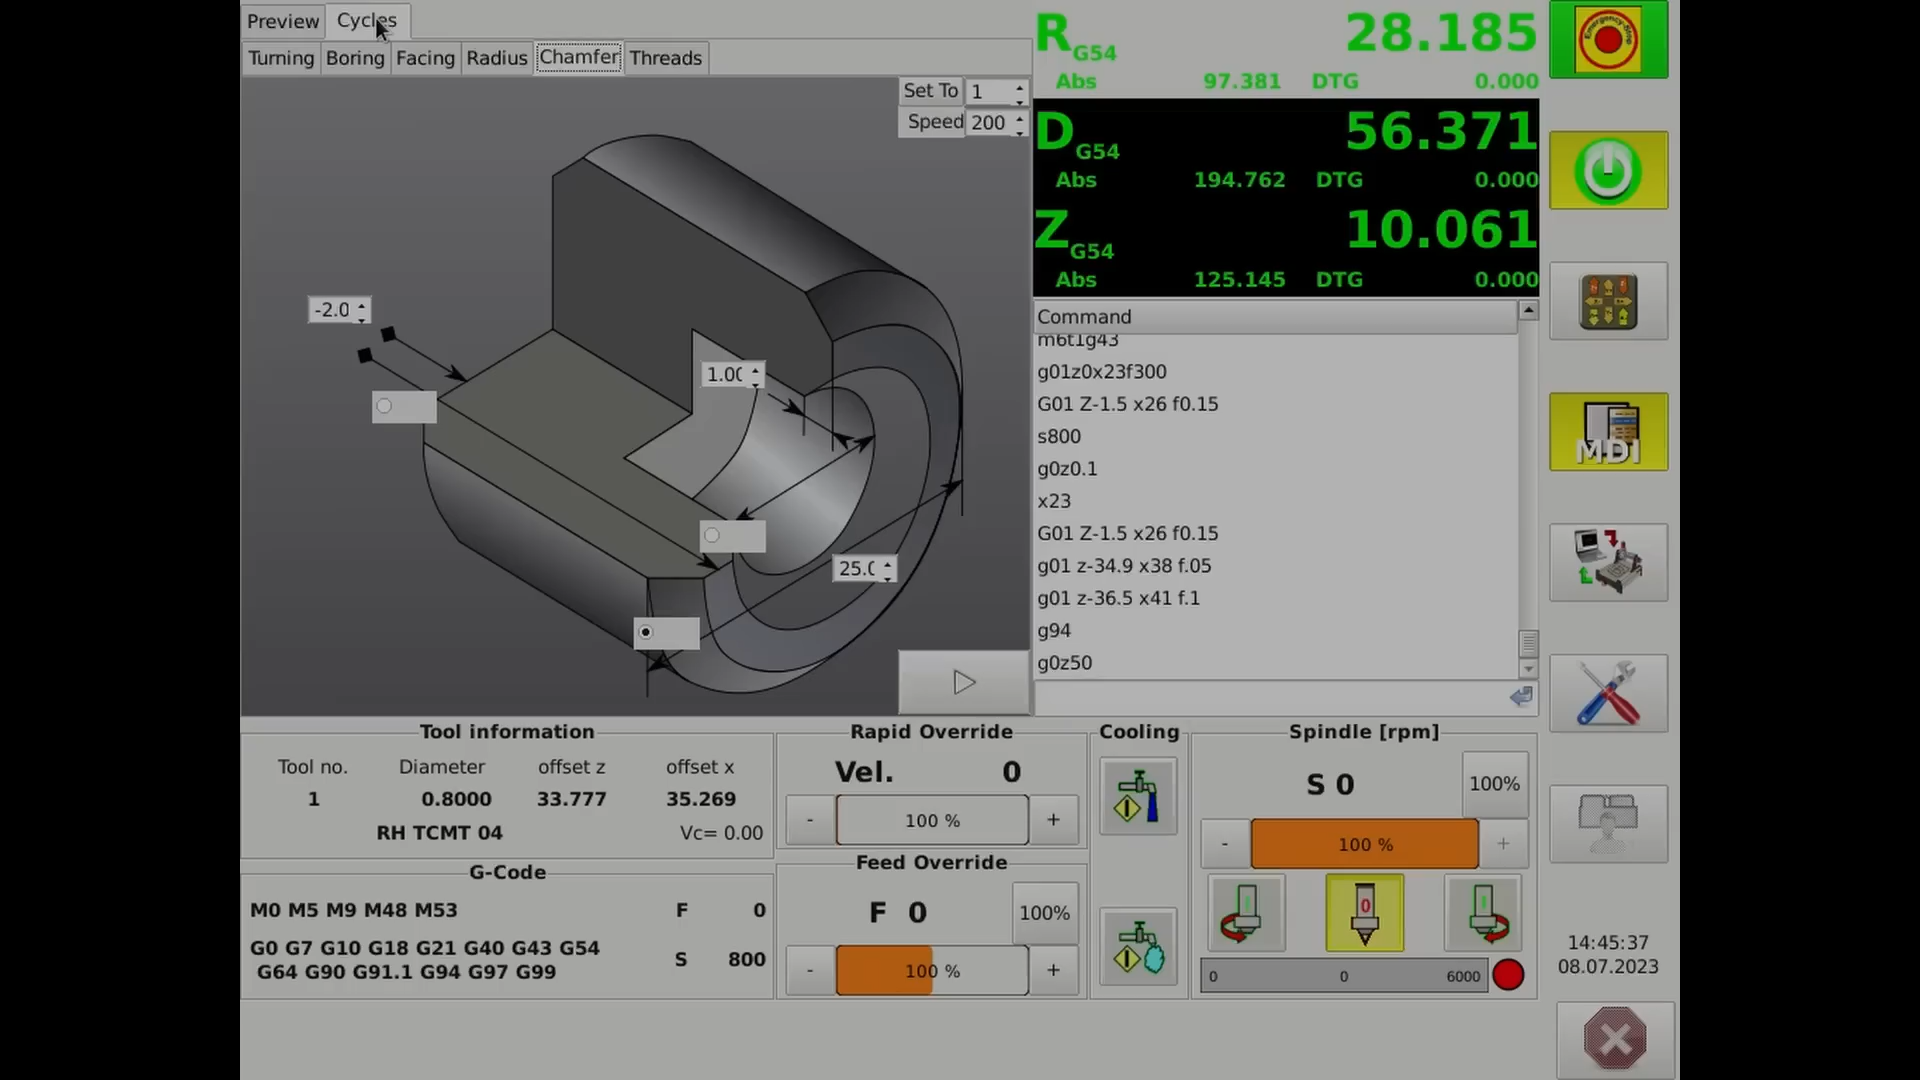 Preview Cycles
Turning Boring Facing Radius Chamfer Threads
Set To 1
Speed 200
-2.0
1.00
25.0
R G54 28.185
Abs 97.381 DTG 0.000
D G54 56.371
Abs 194.762 DTG 0.000
Z G54 10.061
Abs 125.145 DTG 0.000
Command
m6t1g43
g01z0x23f300
G01 Z-1.5 x26 f0.15
s800
g0z0.1
x23
G01 Z-1.5 x26 f0.15
g01 z-34.9 x38 f.05
g01 z-36.5 x41 f.1
g94
g0z50
Emergency-Stop
MDI
Tool information
Tool no. Diameter offset z offset x
1 0.8000 33.777 35.269
RH TCMT 04 Vc= 0.00
G-Code
M0 M5 M9 M48 M53 F 0
G0 G7 G10 G18 G21 G40 G43 G54
G64 G90 G91.1 G94 G97 G99
S 800
Rapid Override
Vel. 0
- 100 % +
Feed Override
F 0 100%
- 100 % +
Cooling
Spindle [rpm]
S 0 100%
- 100 % +
0
0 0 6000
14:45:37
08.07.2023